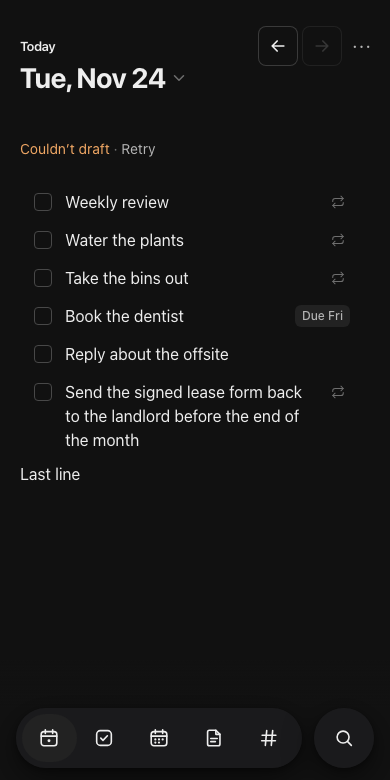 Today
Tue, Nov 24
Couldn't draft · Retry
Weekly review
Water the plants
Take the bins out
Book the dentist
Due Fri
Reply about the offsite
Send the signed lease form back
to the landlord before the end of
the month
Last line